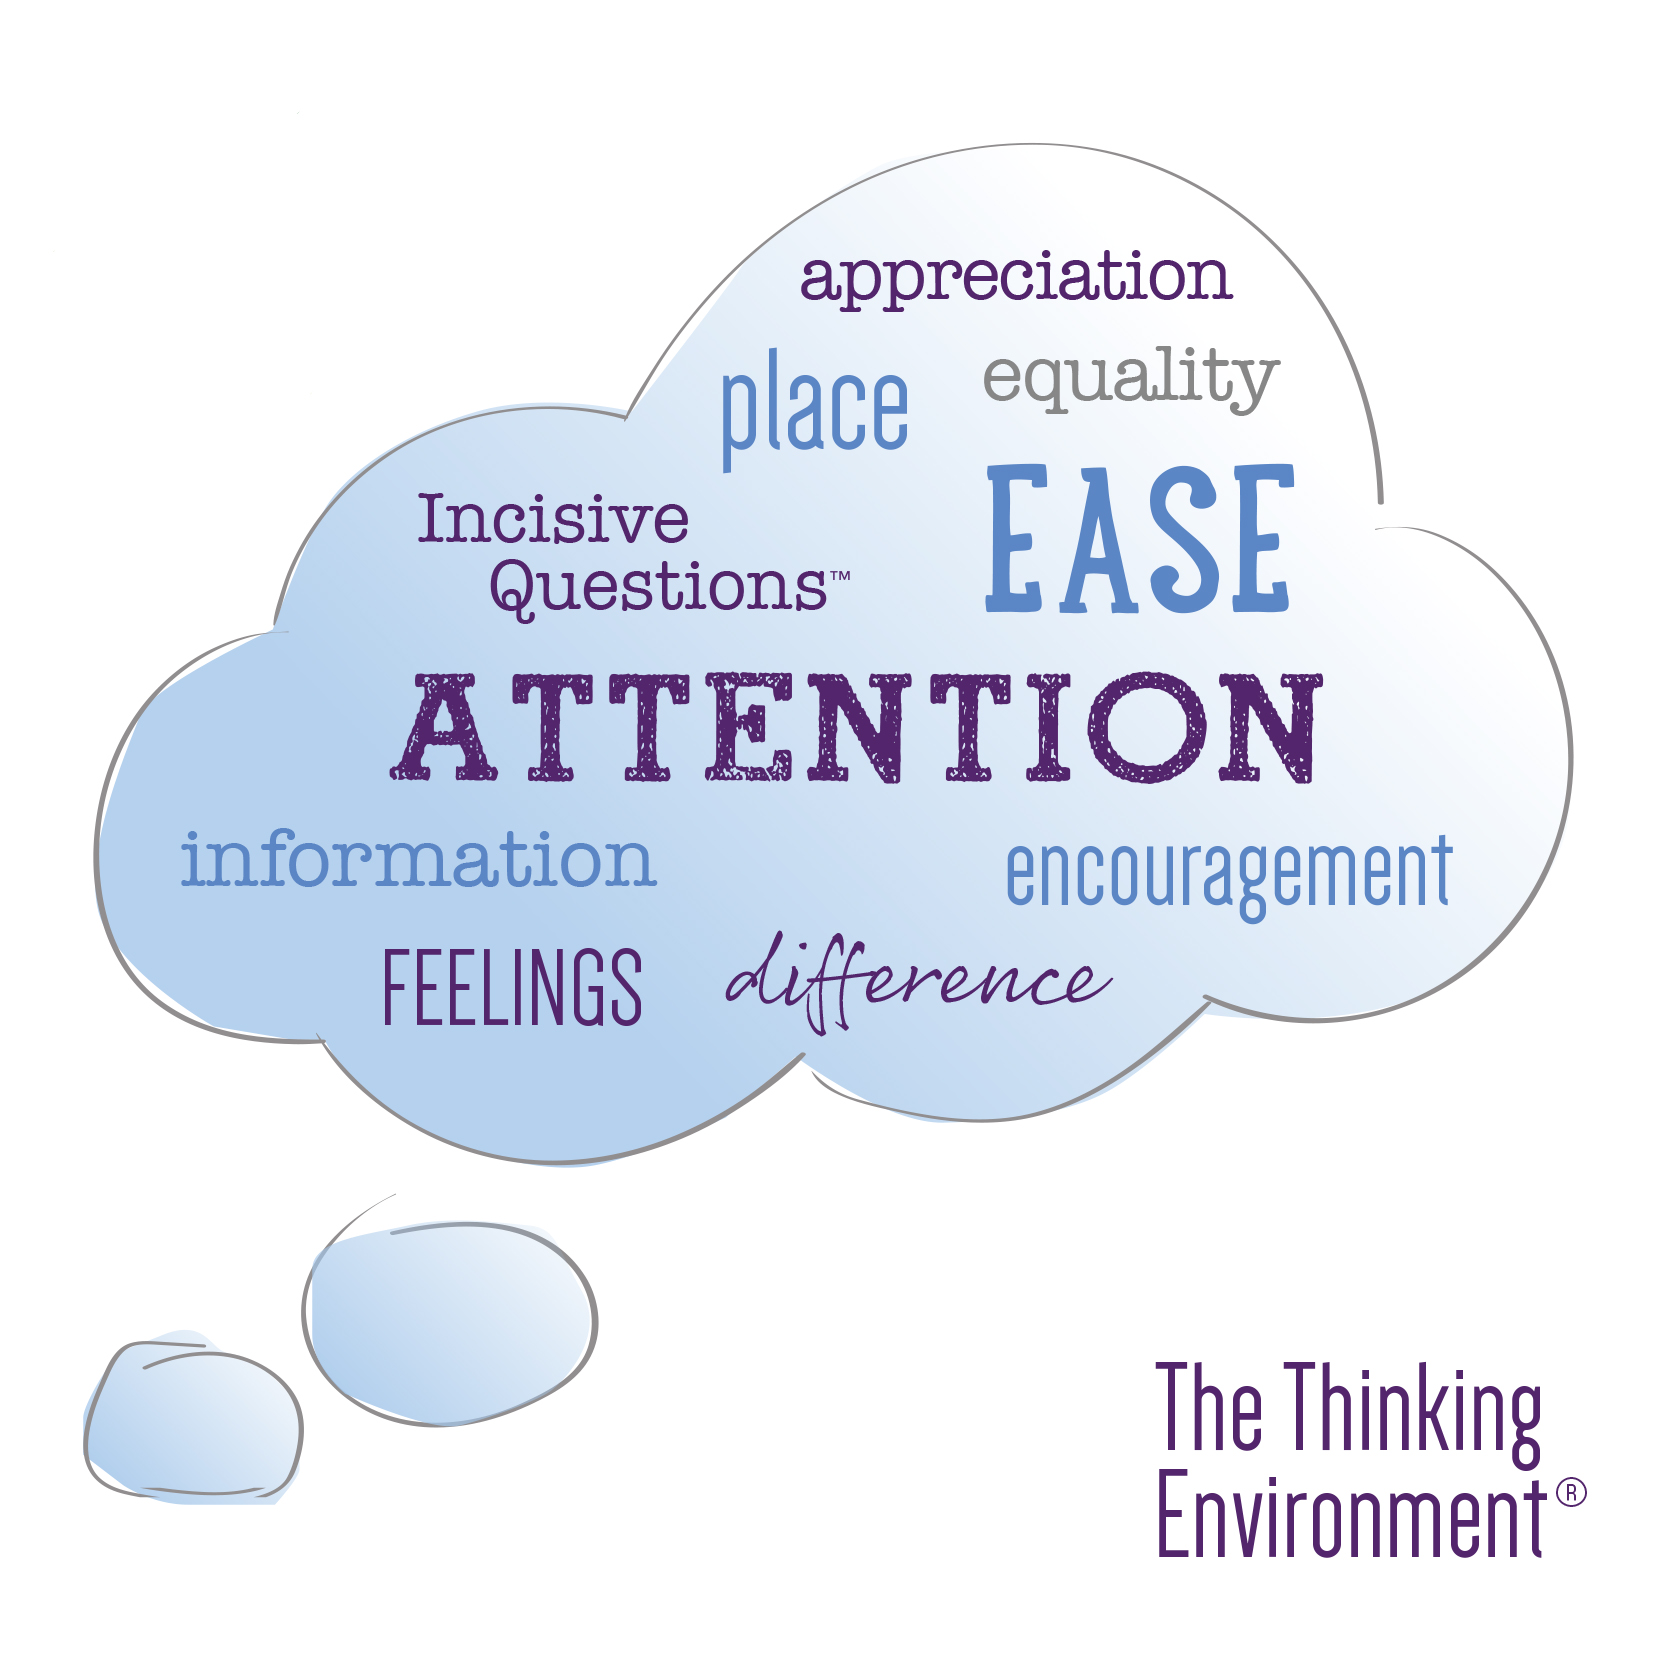 appreciation
place
equality
Incisive
Questions™
EASE
ATTENTION
information
encouragement
FEELINGS
difference
The Thinking
Environment®